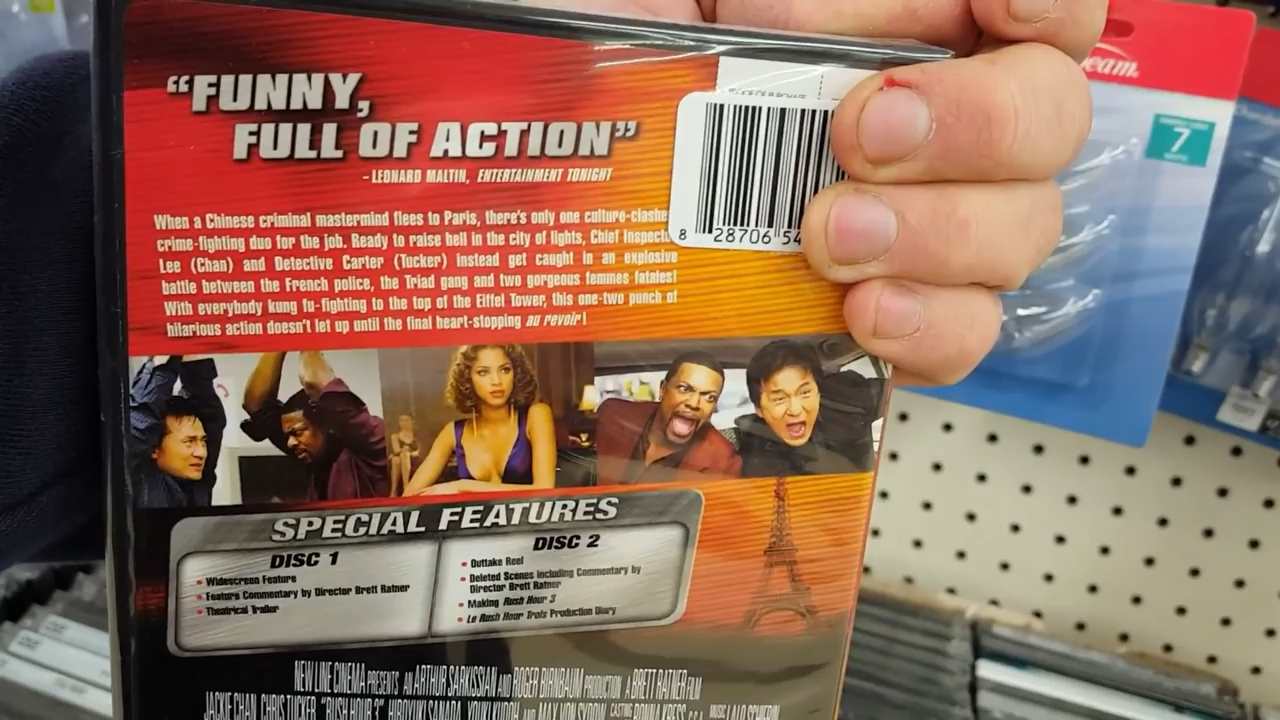 “FUNNY,
FULL OF ACTION”
– LEONARD MALTIN, ENTERTAINMENT TONIGHT
When a Chinese criminal mastermind flees to Paris, there's only one culture-clashe
crime-fighting duo for the job. Ready to raise hell in the city of lights, Chief Inspect
Lee (Chan) and Detective Carter (Tucker) instead get caught in an explosive
battle between the French police, the Triad gang and two gorgeous femmes fatales!
With everybody kung fu-fighting to the top of the Eiffel Tower, this one-two punch of
hilarious action doesn't let up until the final heart-stopping au revoir!
8 28706 54
eam.
7
SPECIAL FEATURES
DISC 1
• Widescreen Feature
• Feature Commentary by Director Brett Ratner
• Theatrical Trailer
DISC 2
• Outtake Reel
• Deleted Scenes including Commentary by
Director Brett Ratner
• Making Rush Hour 3
• Le Rush Hour Trois Production Diary
NEW LINE CINEMA PRESENTS AN ARTHUR SARKISSIAN AND ROGER BIRNBAUM PRODUCTION A BRETT RATNER FILM
JACKIE CHAN CHRIS TUCKER "RUSH HOUR 3" HIROYUKI SANADA YOUKI KUDOH AND MAX VON SYDOW CASTING RONNA KRESS, C.S.A. MUSIC LALO SCHIFRIN